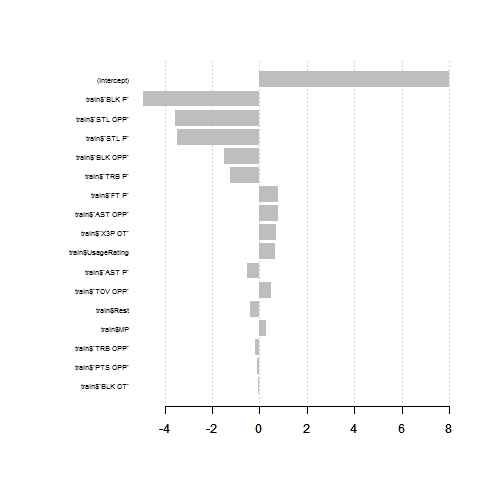 (Intercept)
train$`BLK P`
train$`STL OPP`
train$`STL P`
train$`BLK OPP`
train$`TRB P`
train$`FT P`
train$`AST OPP`
train$`X3P OT`
train$UsageRating
train$`AST P`
train$`TOV OPP`
train$Rest
train$MP
train$`TRB OPP`
train$`PTS OPP`
train$`BLK OT`
-4 -2 0 2 4 6 8